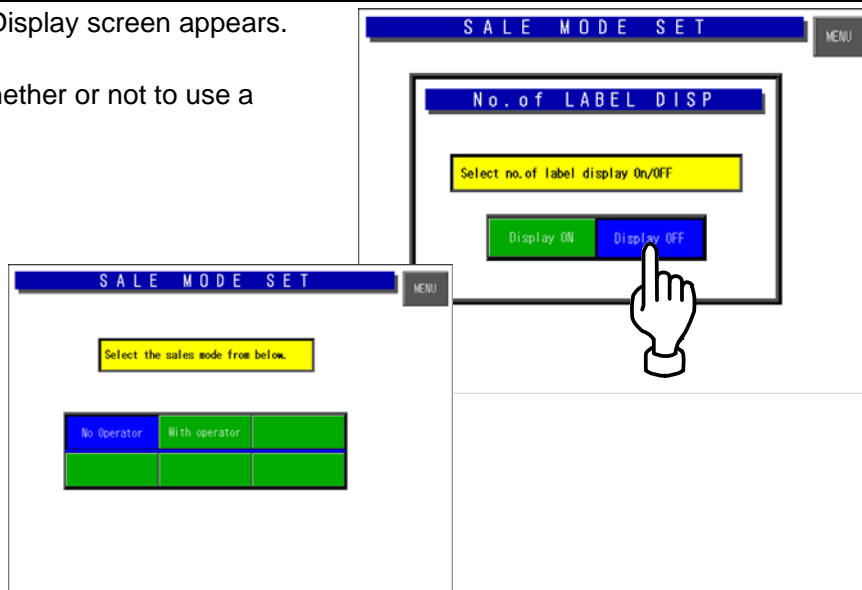 Display screen appears.
hether or not to use a
SALE MODE SET
MENU
No.of LABEL DISP
Select no.of label display On/OFF
Display ON Display OFF
SALE MODE SET
MENU
Select the sales mode from below.
No Operator With operator